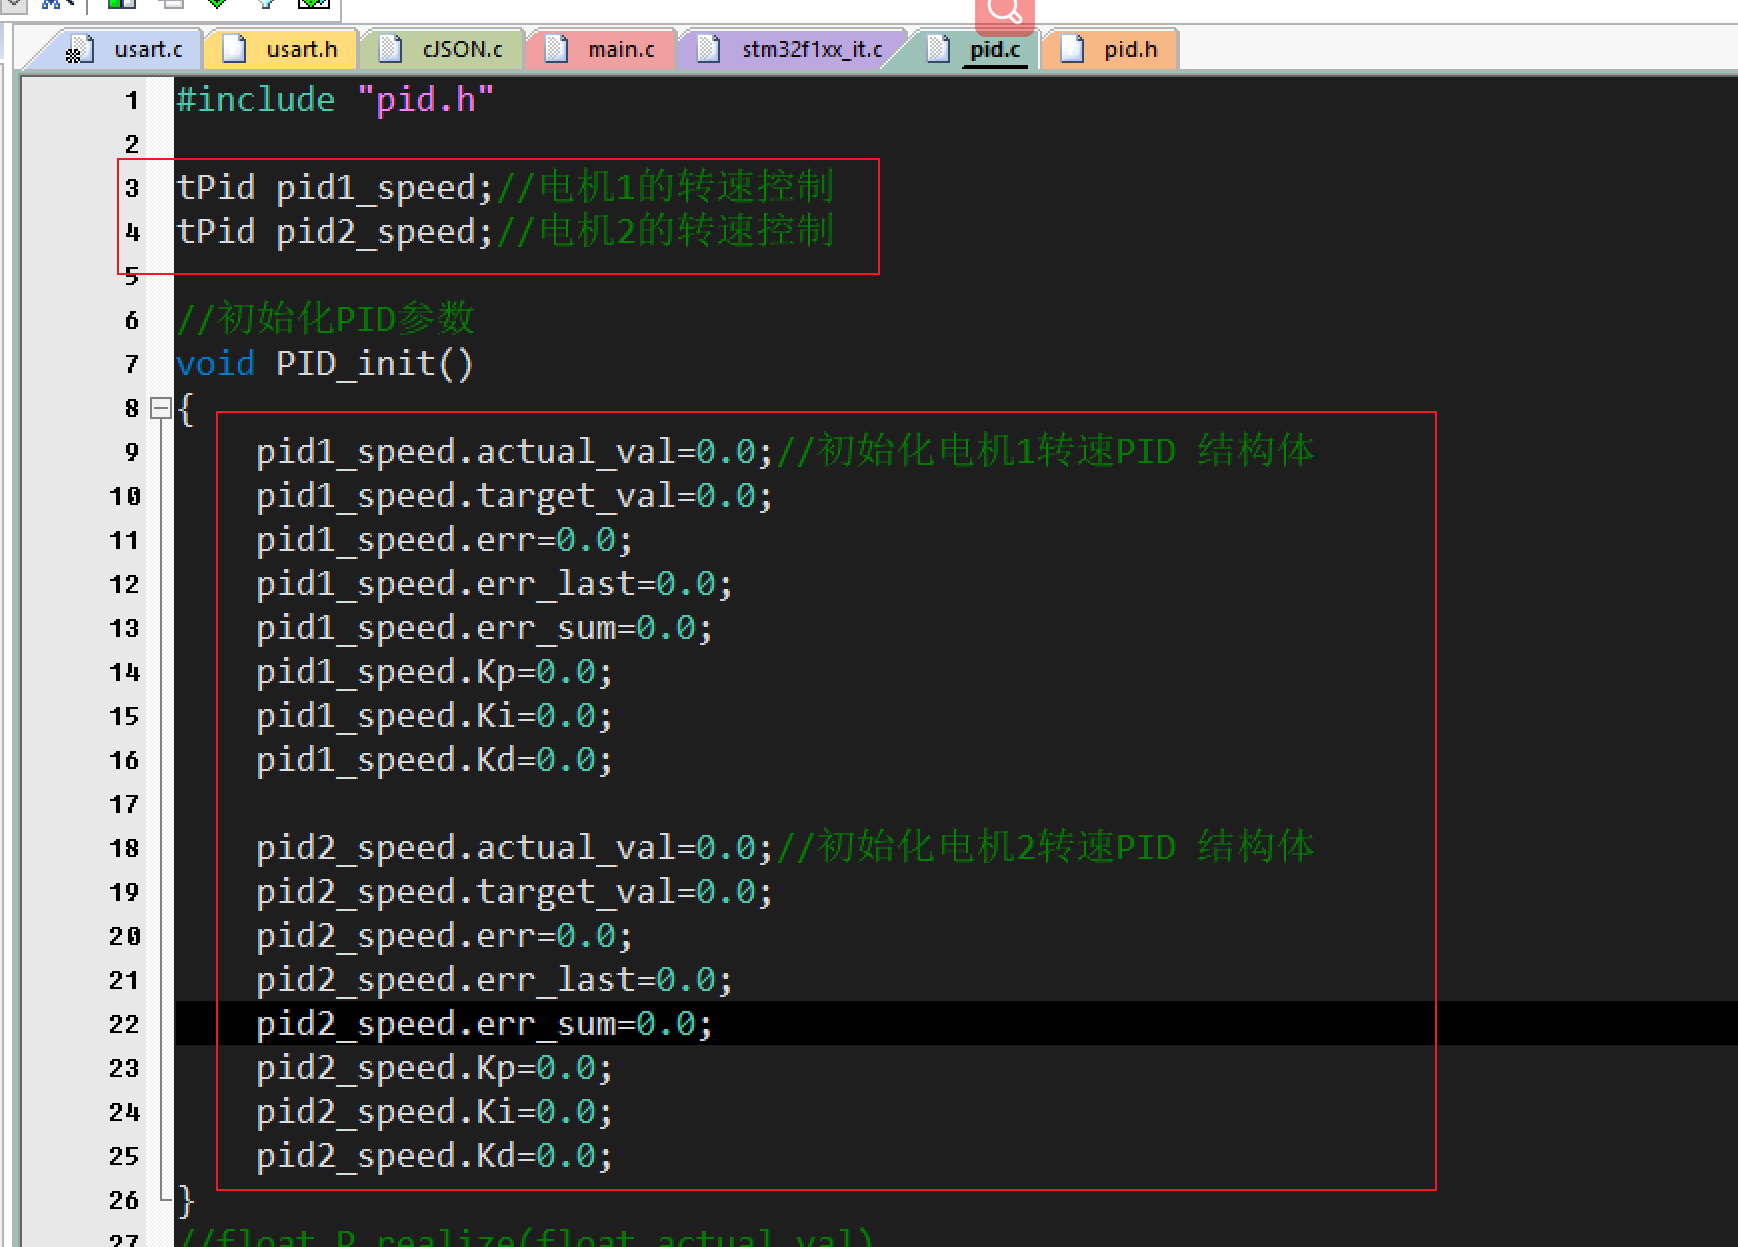 usart.c usart.h cJSON.c main.c stm32f1xx_it.c pid.c pid.h
1 #include "pid.h"
2
3 tPid pid1_speed;//电机1的转速控制
4 tPid pid2_speed;//电机2的转速控制
5
6 //初始化PID参数
7 void PID_init()
8 {
9 pid1_speed.actual_val=0.0;//初始化电机1转速PID 结构体
10 pid1_speed.target_val=0.0;
11 pid1_speed.err=0.0;
12 pid1_speed.err_last=0.0;
13 pid1_speed.err_sum=0.0;
14 pid1_speed.Kp=0.0;
15 pid1_speed.Ki=0.0;
16 pid1_speed.Kd=0.0;
17
18 pid2_speed.actual_val=0.0;//初始化电机2转速PID 结构体
19 pid2_speed.target_val=0.0;
20 pid2_speed.err=0.0;
21 pid2_speed.err_last=0.0;
22 pid2_speed.err_sum=0.0;
23 pid2_speed.Kp=0.0;
24 pid2_speed.Ki=0.0;
25 pid2_speed.Kd=0.0;
26 }
27 //float P_realize(float actual_val)